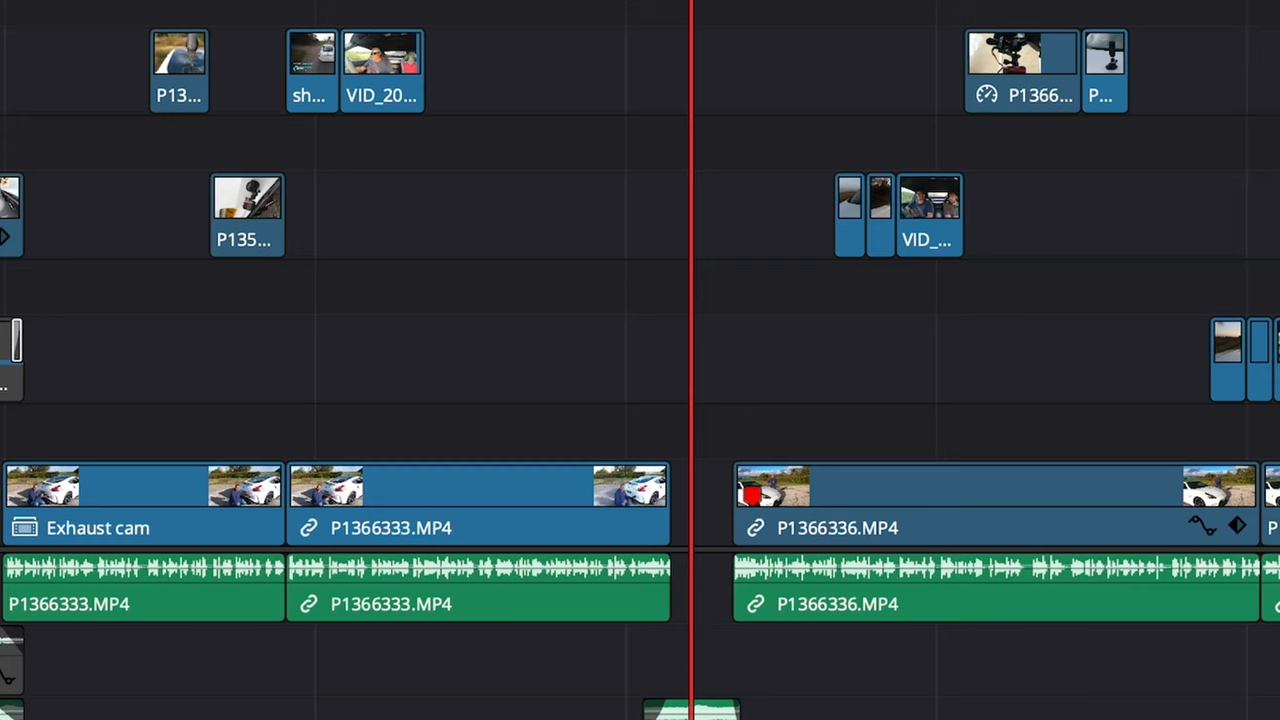 P13...
sh...
VID_20...
P1366...
P...
P135...
VID_...
...
Exhaust cam
P1366333.MP4
P1366336.MP4
P
P1366333.MP4
P1366333.MP4
P1366336.MP4